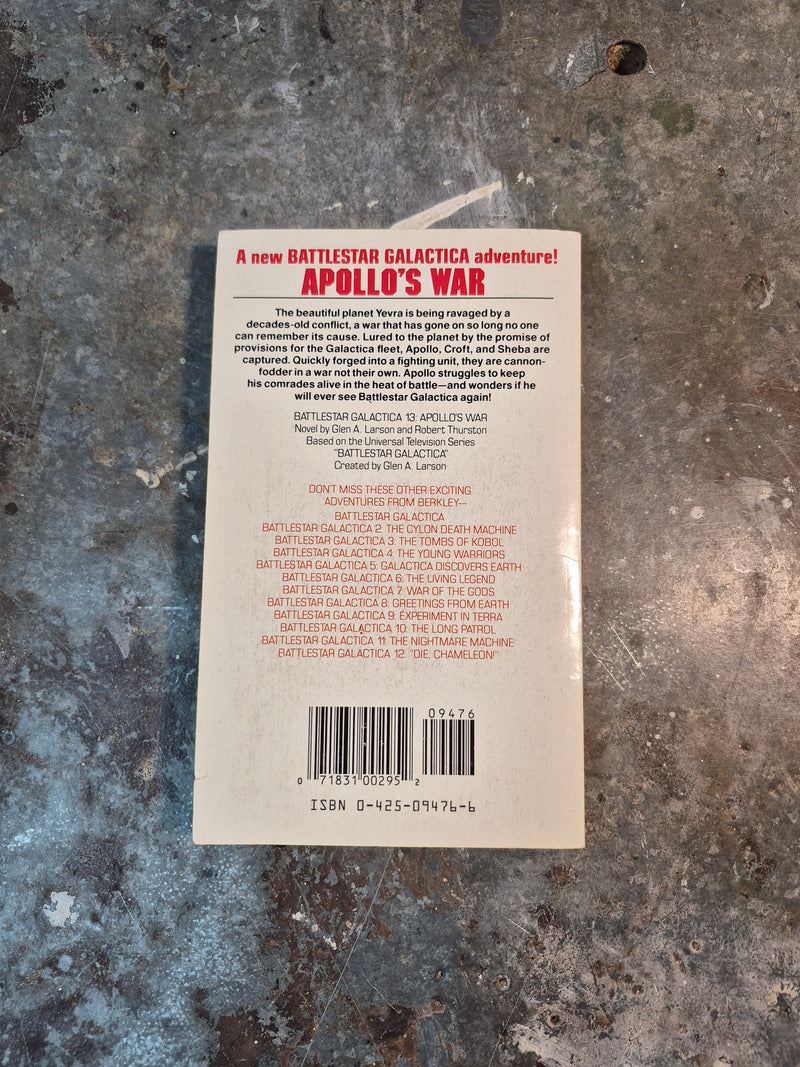 A new BATTLESTAR GALACTICA adventure!
APOLLO'S WAR
The beautiful planet Yevra is being ravaged by a
decades-old conflict, a war that has gone on so long no one
can remember its cause. Lured to the planet by the promise of
provisions for the Galactica fleet, Apollo, Croft, and Sheba are
captured. Quickly forged into a fighting unit, they are cannon-
fodder in a war not their own. Apollo struggles to keep
his comrades alive in the heat of battle—and wonders if he
will ever see Battlestar Galactica again!
BATTLESTAR GALACTICA 13: APOLLO'S WAR
Novel by Glen A. Larson and Robert Thurston
Based on the Universal Television Series
"BATTLESTAR GALACTICA"
Created by Glen A. Larson
DON'T MISS THESE OTHER EXCITING
ADVENTURES FROM BERKLEY—
BATTLESTAR GALACTICA
BATTLESTAR GALACTICA 2: THE CYLON DEATH MACHINE
BATTLESTAR GALACTICA 3: THE TOMBS OF KOBOL
BATTLESTAR GALACTICA 4: THE YOUNG WARRIORS
BATTLESTAR GALACTICA 5: GALACTICA DISCOVERS EARTH
BATTLESTAR GALACTICA 6: THE LIVING LEGEND
BATTLESTAR GALACTICA 7: WAR OF THE GODS
BATTLESTAR GALACTICA 8: GREETINGS FROM EARTH
BATTLESTAR GALACTICA 9: EXPERIMENT IN TERRA
BATTLESTAR GALACTICA 10: THE LONG PATROL
BATTLESTAR GALACTICA 11: THE NIGHTMARE MACHINE
BATTLESTAR GALACTICA 12: "DIE, CHAMELEON!"
09476
0 71831 00295 2
ISBN 0-425-09476-6